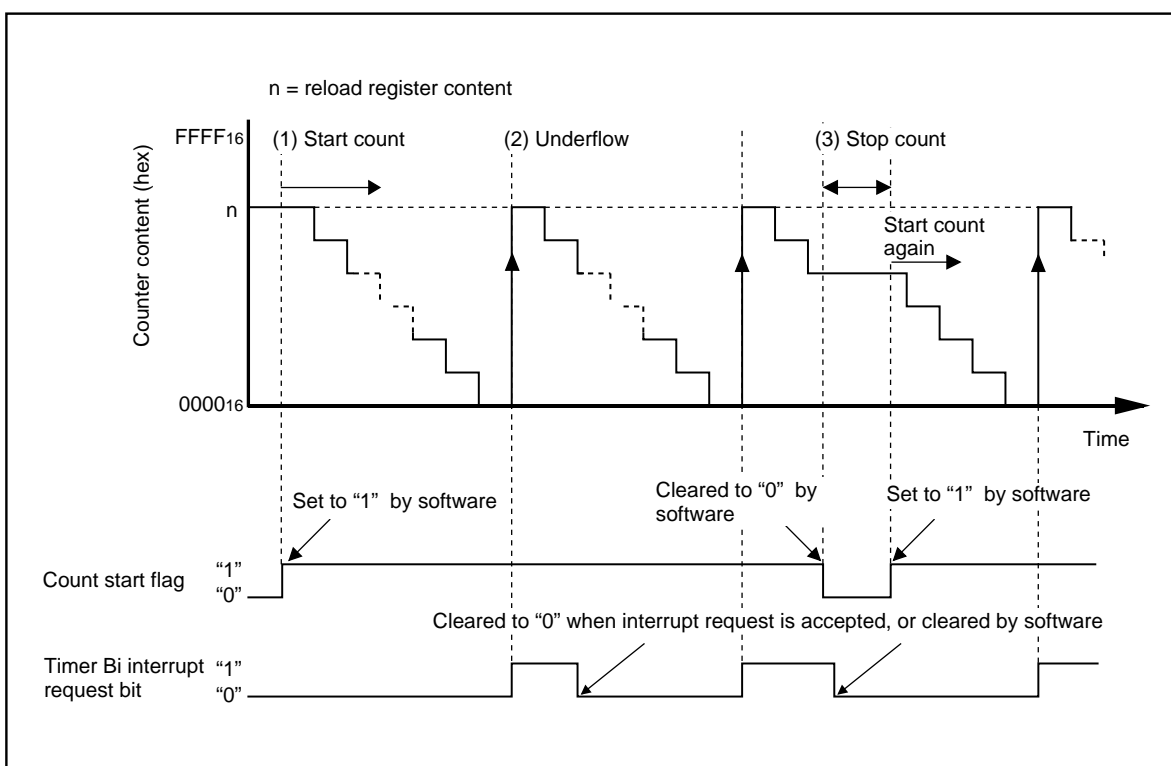 n = reload register content
FFFF16
(1) Start count
(2) Underflow
(3) Stop count
Counter content (hex)
n
Start count
again
000016
Time
Set to “1” by software
Cleared to “0” by
software
Set to “1” by software
Count start flag
“1”
“0”
Cleared to “0” when interrupt request is accepted, or cleared by software
Timer Bi interrupt
request bit
“1”
“0”